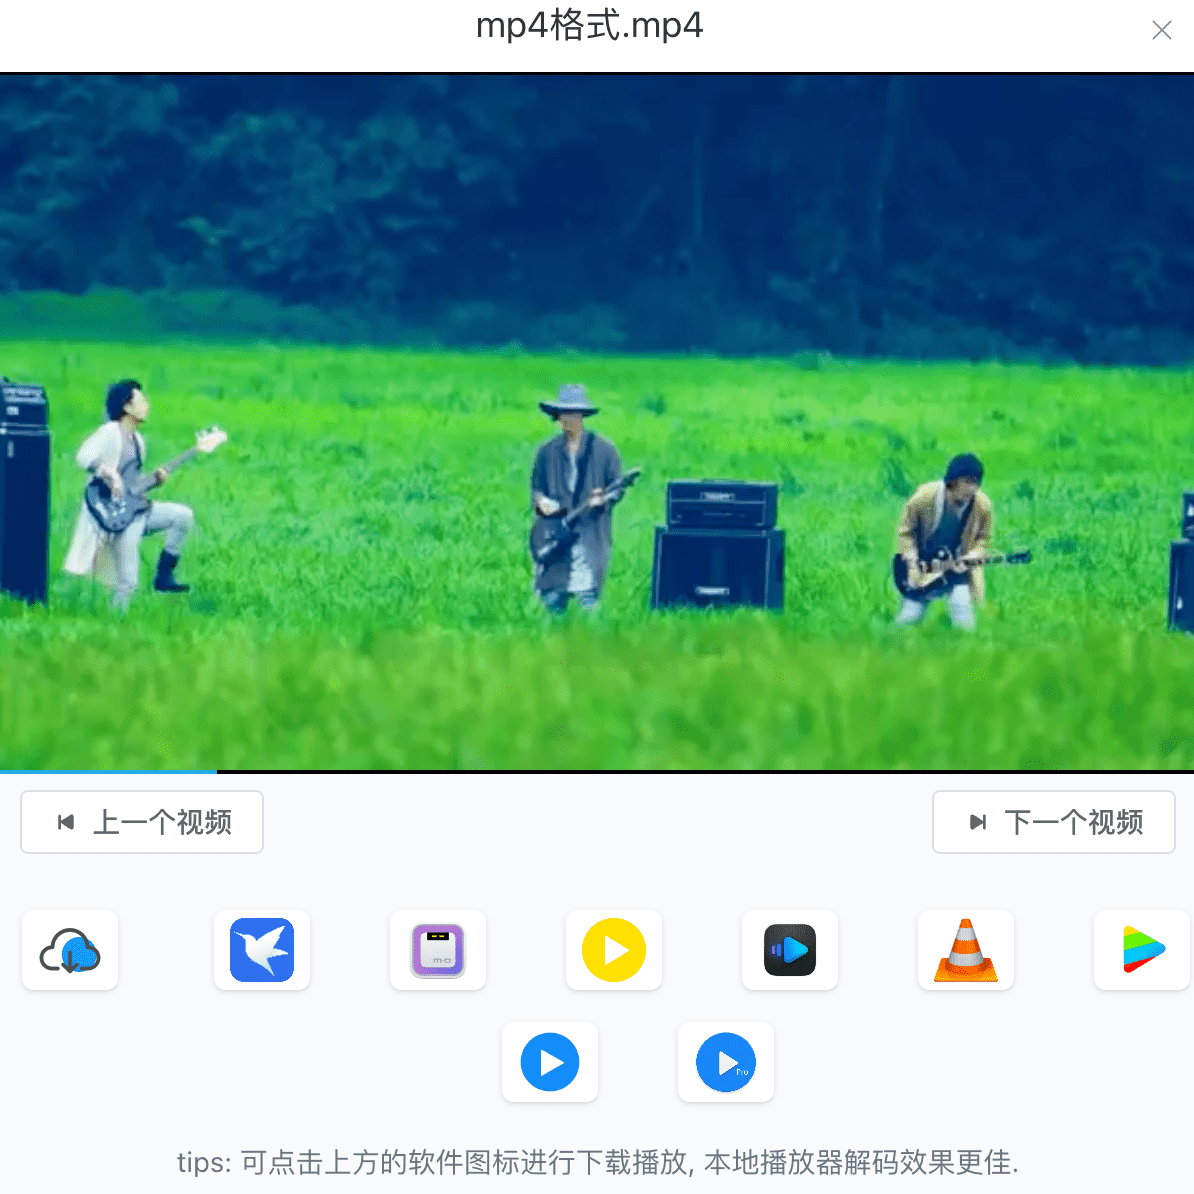 mp4格式.mp4
上一个视频
下一个视频
m-o
Pro
tips: 可点击上方的软件图标进行下载播放, 本地播放器解码效果更佳.